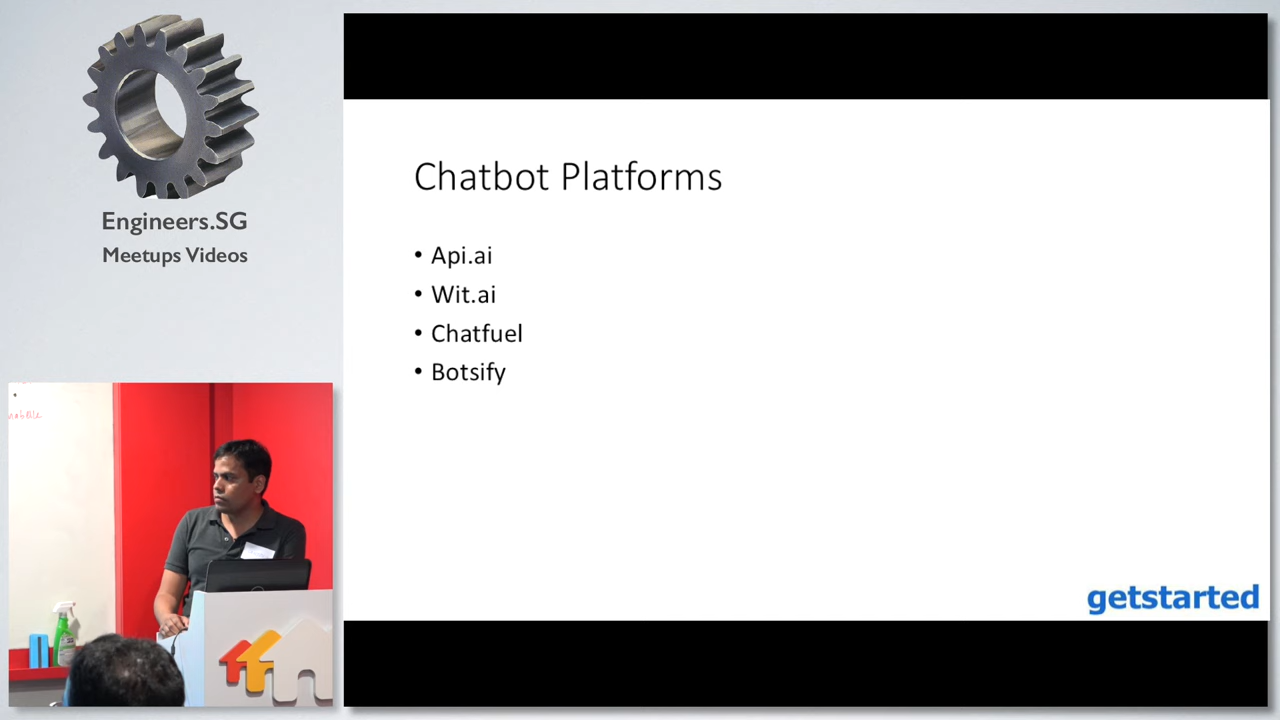 Engineers.SG
Meetups Videos
Chatbot Platforms
• Api.ai
• Wit.ai
• Chatfuel
• Botsify
getstarted